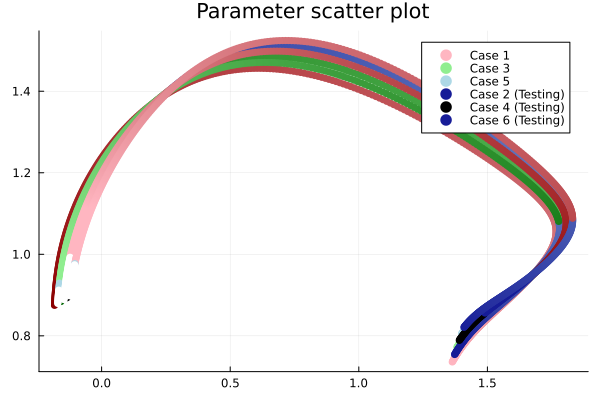 Parameter scatter plot
Case 1
Case 3
Case 5
Case 2 (Testing)
Case 4 (Testing)
Case 6 (Testing)
1.4
1.2
1.0
0.8
0.0
0.5
1.0
1.5